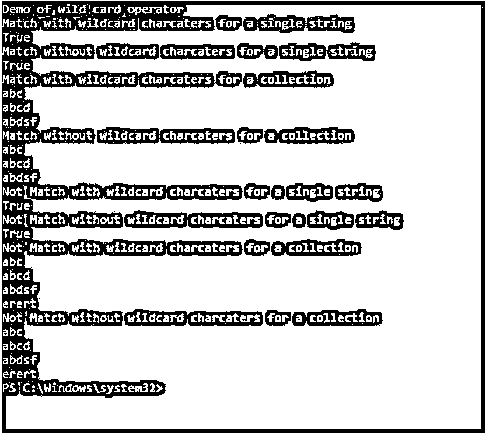 Demo of wild card operator
Match with wildcard charcaters for a single string
True
Match without wildcard charcaters for a single string
True
Match with wildcard charcaters for a collection
abc
abcd
abdsf
Match without wildcard charcaters for a collection
abc
abcd
abdsf
Not Match with wildcard charcaters for a single string
True
Not Match without wildcard charcaters for a single string
True
Not Match with wildcard charcaters for a collection
abc
abcd
abdsf
erert
Not Match without wildcard charcaters for a collection
abc
abcd
abdsf
erert
PS C:\Windows\system32>